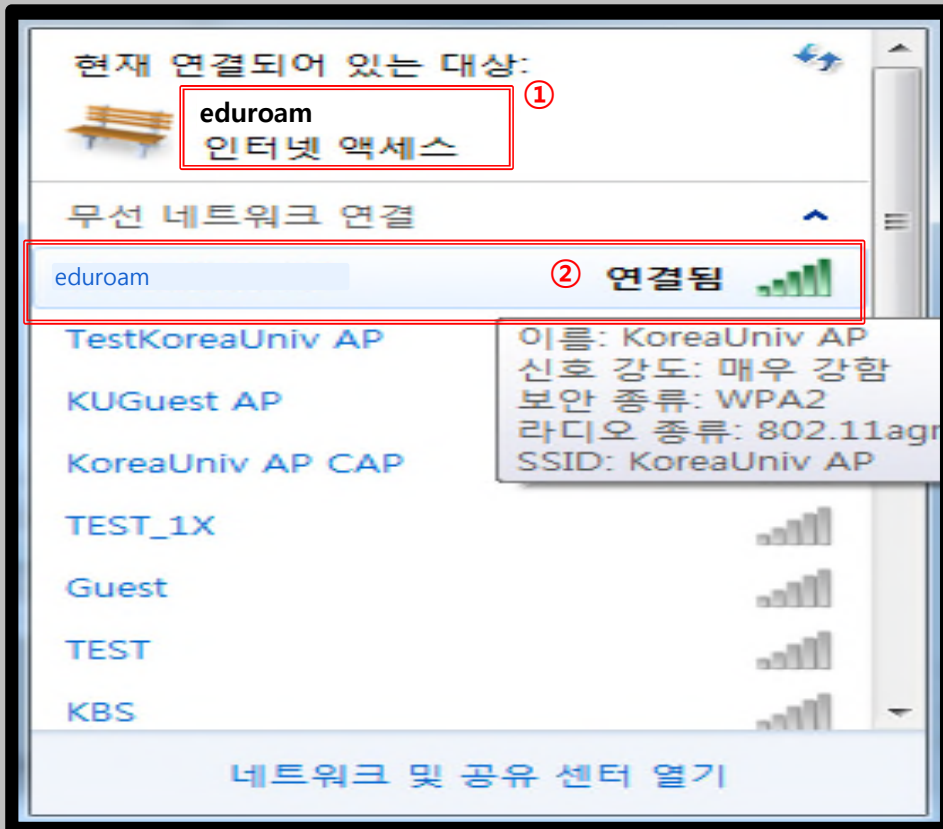 현재 연결되어 있는 대상:
①
eduroam
인터넷 액세스
무선 네트워크 연결
eduroam ② 연결됨
TestKoreaUniv AP
KUGuest AP
KoreaUniv AP CAP
이름: KoreaUniv AP
신호 강도: 매우 강함
보안 종류: WPA2
라디오 종류: 802.11agn
SSID: KoreaUniv AP
TEST_1X
Guest
TEST
KBS
네트워크 및 공유 센터 열기